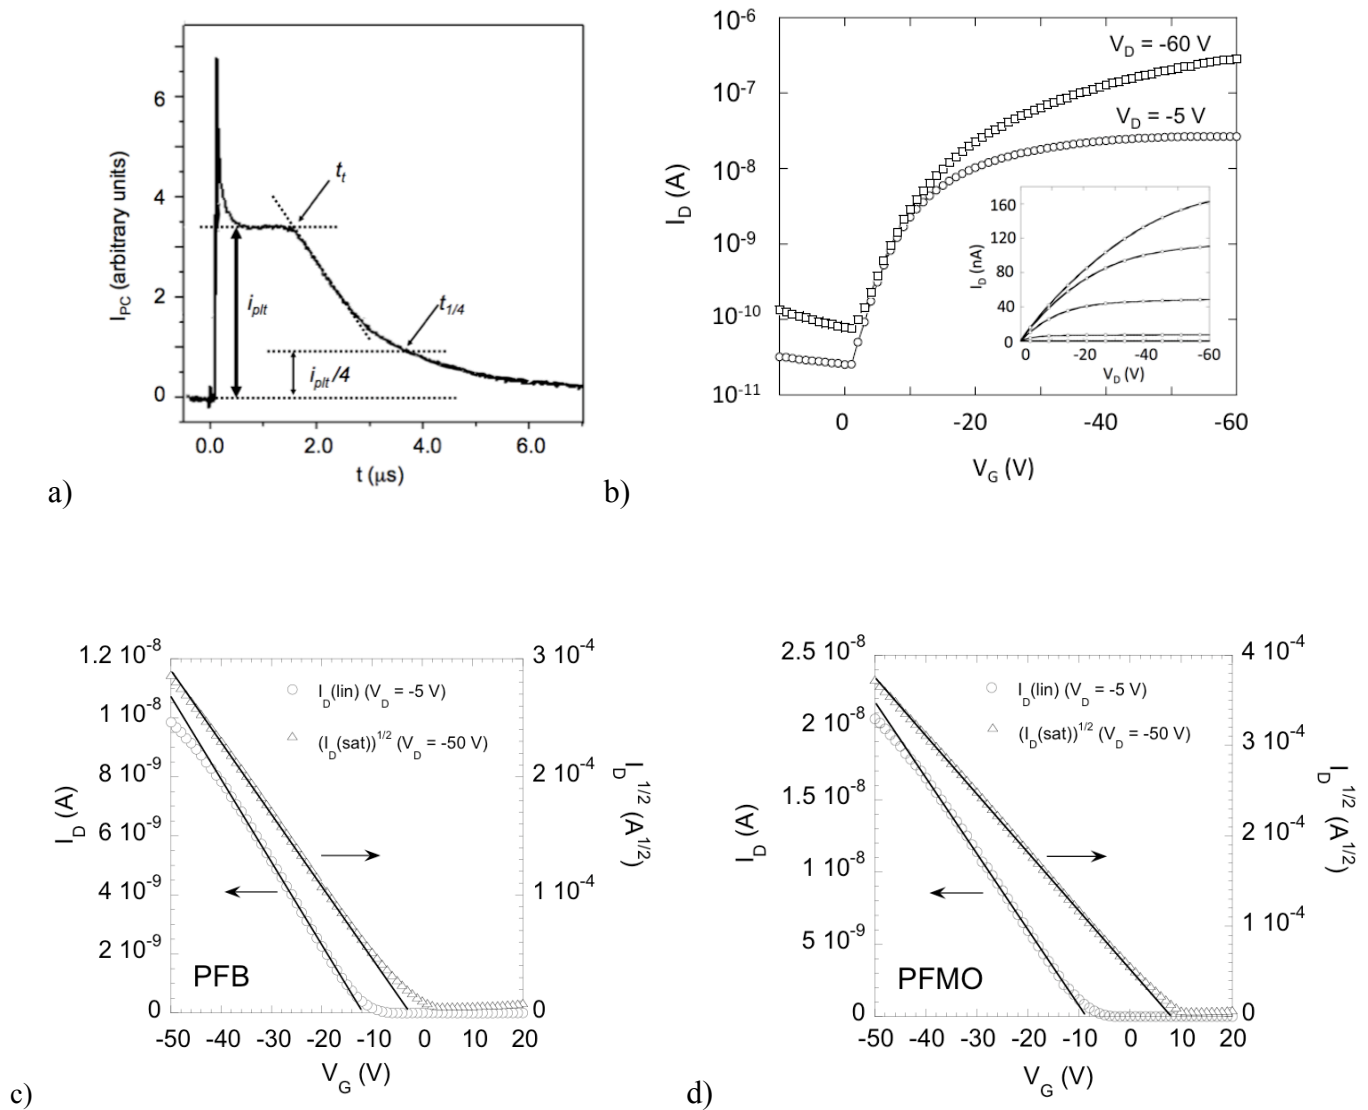 6
4
2
0
0.0 2.0 4.0 6.0
I_PC (arbitrary units)
t (μs)
t_t
t_1/4
i_plt
i_plt/4
a)
10^-6
10^-7
10^-8
10^-9
10^-10
10^-11
I_D (A)
V_D = -60 V
V_D = -5 V
0 -20 -40 -60
V_G (V)
160
120
80
40
0
I_D (nA)
0 -20 -40 -60
V_D (V)
b)
1.2 10^-8
1 10^-8
8 10^-9
6 10^-9
4 10^-9
2 10^-9
0
I_D (A)
3 10^-4
2 10^-4
1 10^-4
0
I_D^1/2 (A^1/2)
I_D(lin) (V_D = -5 V)
(I_D(sat))^1/2 (V_D = -50 V)
PFB
-50 -40 -30 -20 -10 0 10 20
V_G (V)
c)
2.5 10^-8
2 10^-8
1.5 10^-8
1 10^-8
5 10^-9
0
I_D (A)
4 10^-4
3 10^-4
2 10^-4
1 10^-4
0
I_D^1/2 (A^1/2)
I_D(lin) (V_D = -5 V)
(I_D(sat))^1/2 (V_D = -50 V)
PFMO
-50 -40 -30 -20 -10 0 10 20
V_G (V)
d)